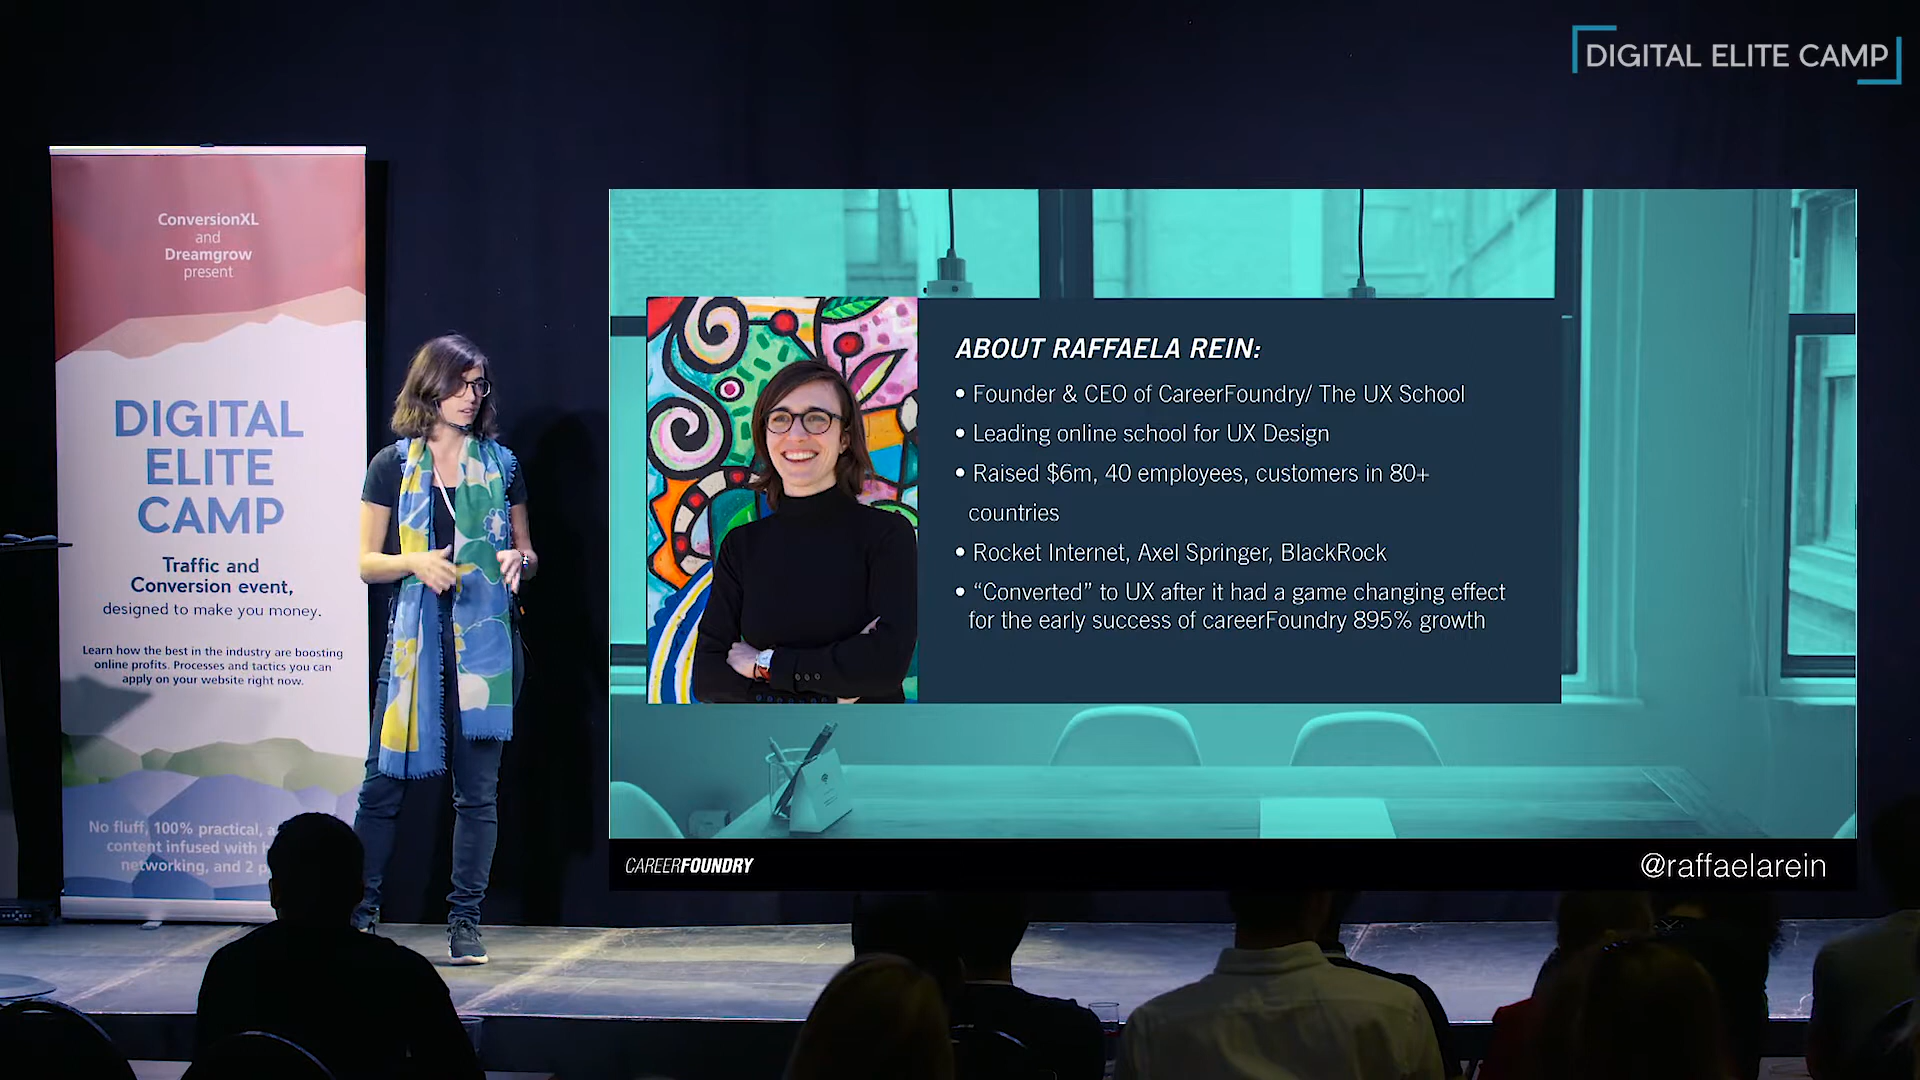 DIGITAL ELITE CAMP
ConversionXL
and
Dreamgrow
present
DIGITAL
ELITE
CAMP
Traffic and
Conversion event,
designed to make you money.
Learn how the best in the industry are boosting
online profits. Processes and tactics you can
apply on your website right now.
No fluff, 100% practical,
content infused with
networking, and 2
ABOUT RAFFAELA REIN:
• Founder & CEO of CareerFoundry/ The UX School
• Leading online school for UX Design
• Raised $6m, 40 employees, customers in 80+
countries
• Rocket Internet, Axel Springer, BlackRock
• “Converted” to UX after it had a game changing effect
for the early success of careerFoundry 895% growth
CAREERFOUNDRY
@raffaelarein